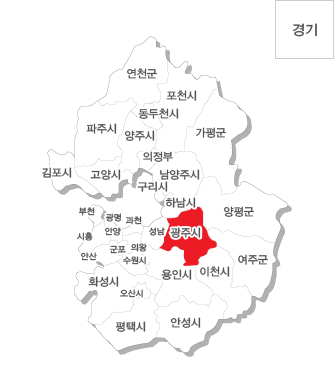 경기
연천군
포천시
동두천시
파주시
양주시
가평군
의정부
김포시
고양시
남양주시
구리시
하남시
부천
광명
과천
양평군
시흥
안양
성남
광주시
군포
의왕
안산
수원시
여주군
용인시
이천시
화성시
오산시
평택시
안성시